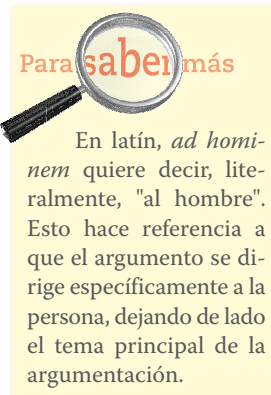 Para saber más
En latín, ad homi-
nem quiere decir, lite-
ralmente, "al hombre".
Esto hace referencia a
que el argumento se di-
rige específicamente a la
persona, dejando de lado
el tema principal de la
argumentación.